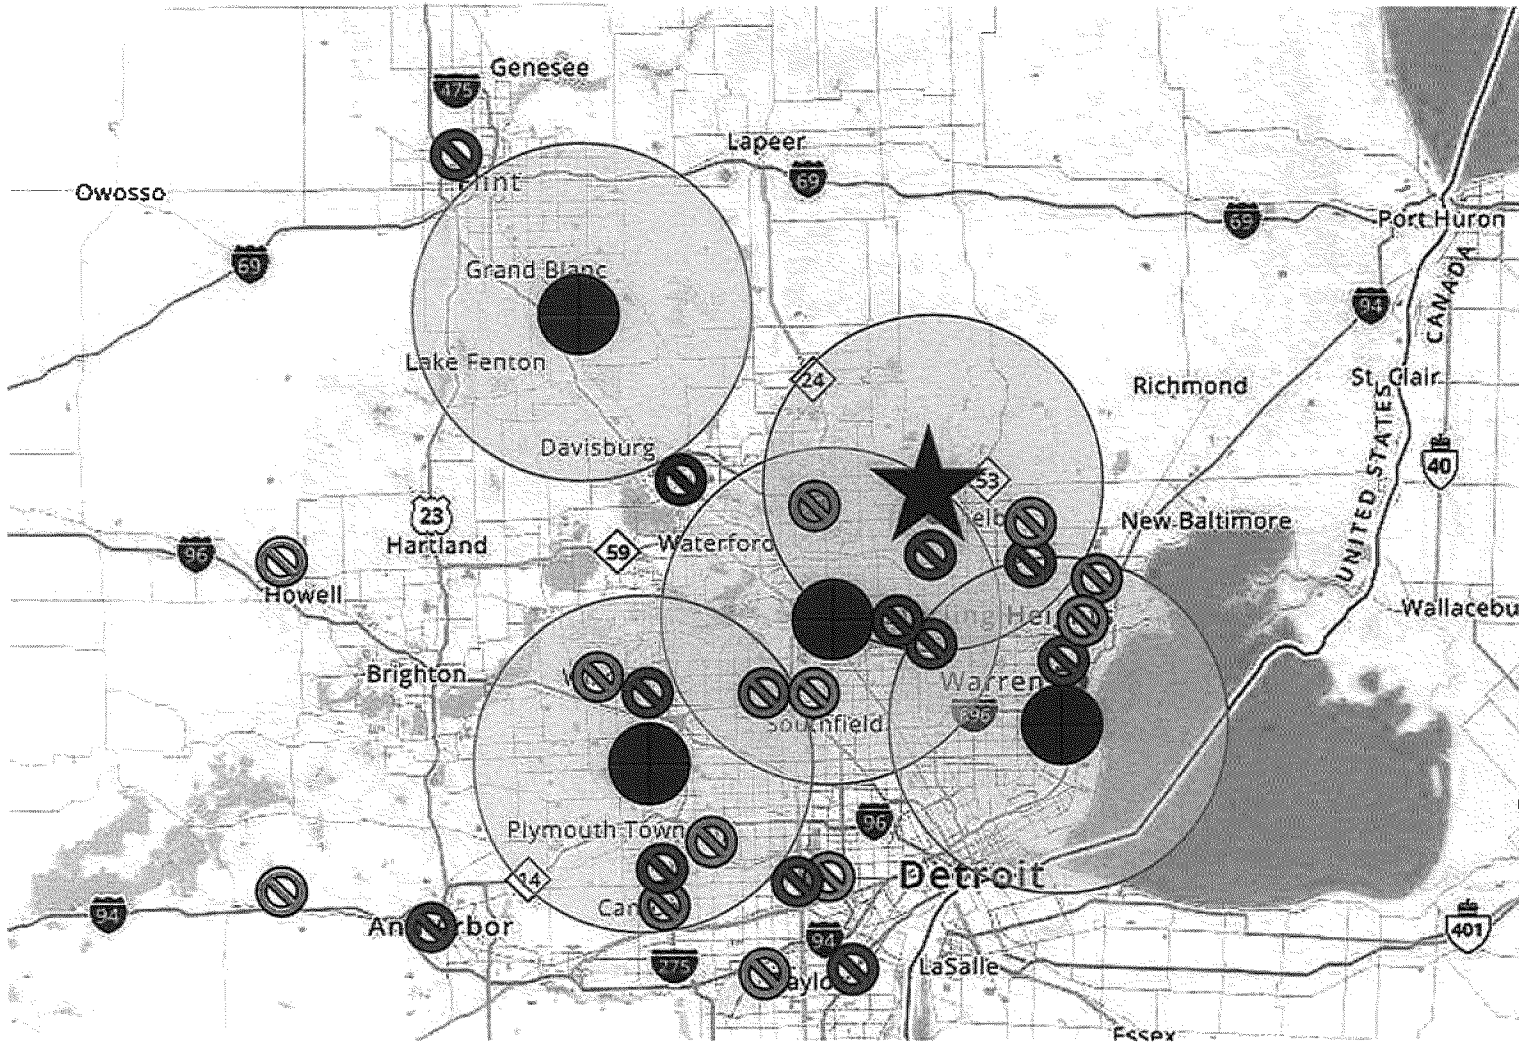 Genesee
475
Lapeer
69
Flint
Owosso
69
Port Huron
69
CANADA
Grand Blanc
94
Lake Fenton
24
Richmond
St. Clair
UNITED STATES
Davisburg
53
40
23
New Baltimore
Hartland
59
Waterford
96
Howell
Wallacebu
Brighton
Warren
696
Southfield
Plymouth Town
96
14
Detroit
94
401
94
275
LaSalle
Essex